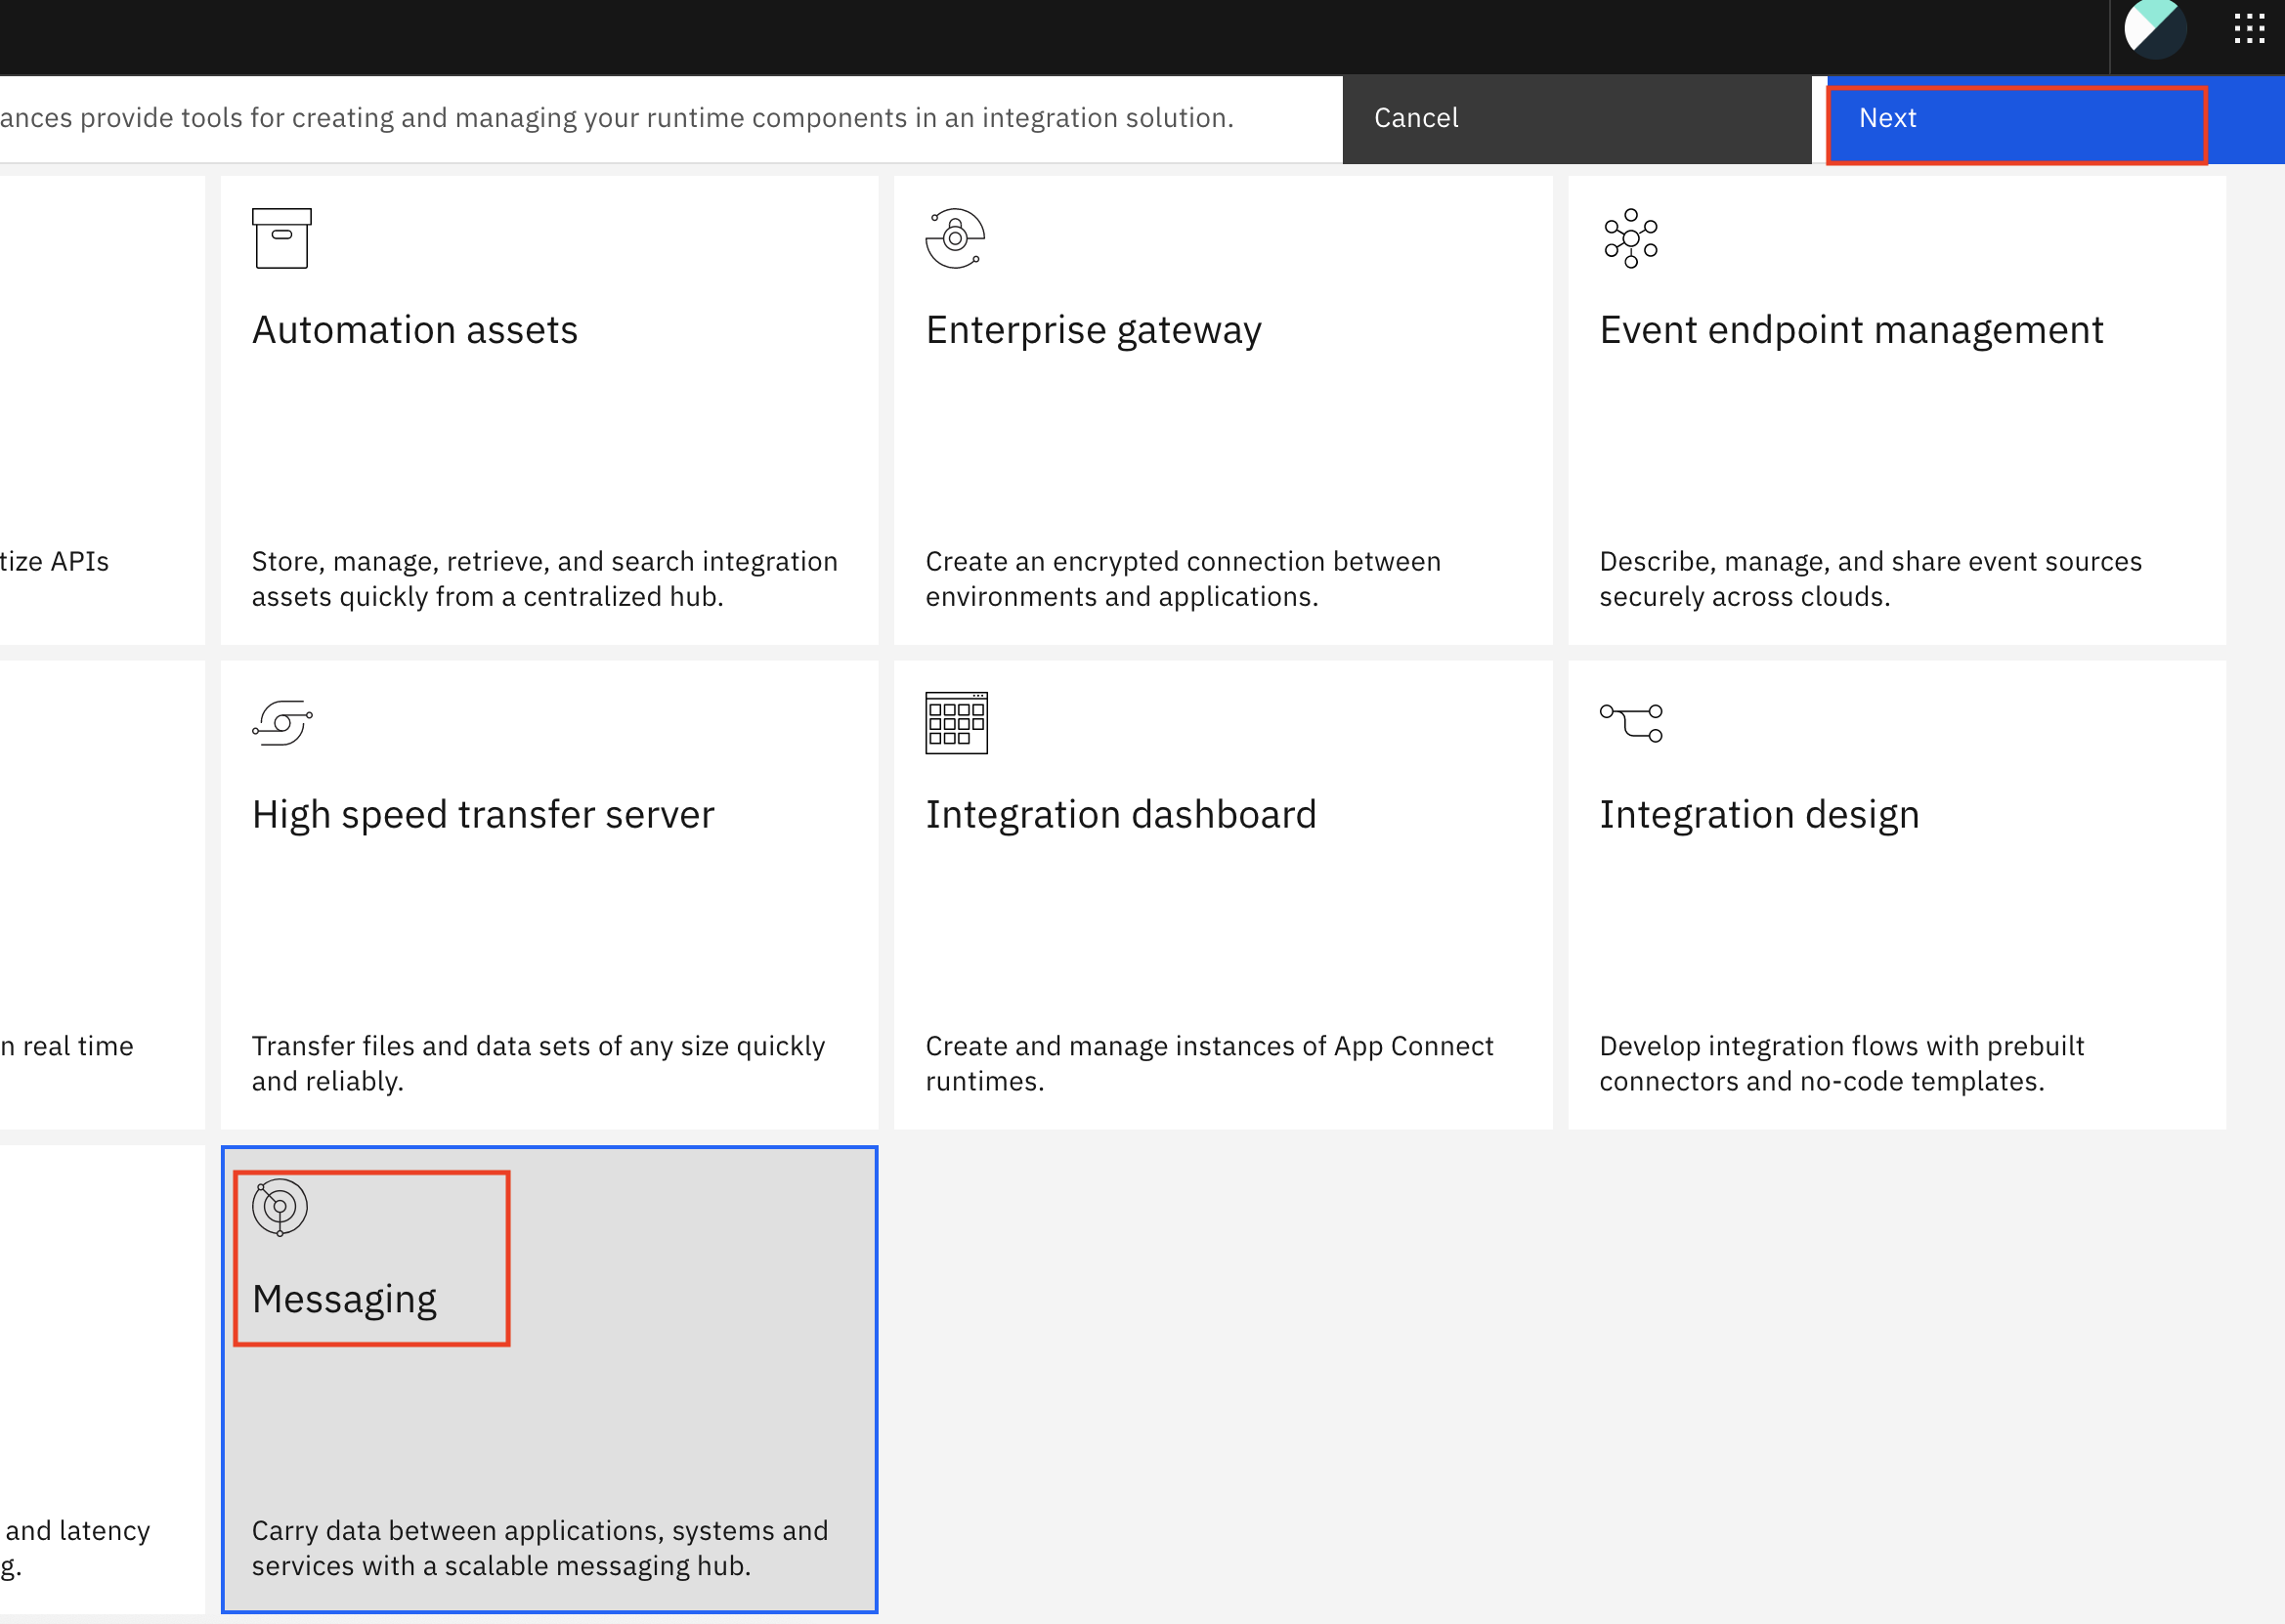 ances provide tools for creating and managing your runtime components in an integration solution.
Cancel
Next
Automation assets
Enterprise gateway
Event endpoint management
tize APIs
Store, manage, retrieve, and search integration
assets quickly from a centralized hub.
Create an encrypted connection between
environments and applications.
Describe, manage, and share event sources
securely across clouds.
High speed transfer server
Integration dashboard
Integration design
n real time
Transfer files and data sets of any size quickly
and reliably.
Create and manage instances of App Connect
runtimes.
Develop integration flows with prebuilt
connectors and no-code templates.
Messaging
and latency
g.
Carry data between applications, systems and
services with a scalable messaging hub.